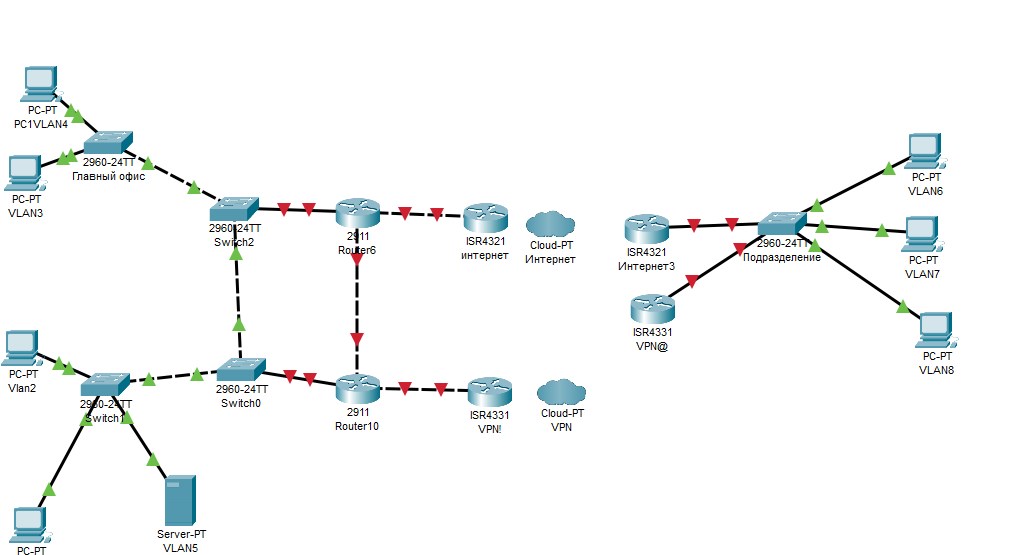 PC-PT
PC1VLAN4
2960-24TT
Главный офис
PC-PT
VLAN3
2960-24TT
Switch2
2911
Router6
ISR4321
интернет
Cloud-PT
Интернет
ISR4321
Интернет3
2960-24TT
Подразделение
PC-PT
VLAN6
PC-PT
VLAN7
ISR4331
VPN@
PC-PT
VLAN8
PC-PT
Vlan2
2960-24TT
Switch1
2960-24TT
Switch0
2911
Router10
ISR4331
VPN!
Cloud-PT
VPN
Server-PT
VLAN5
PC-PT